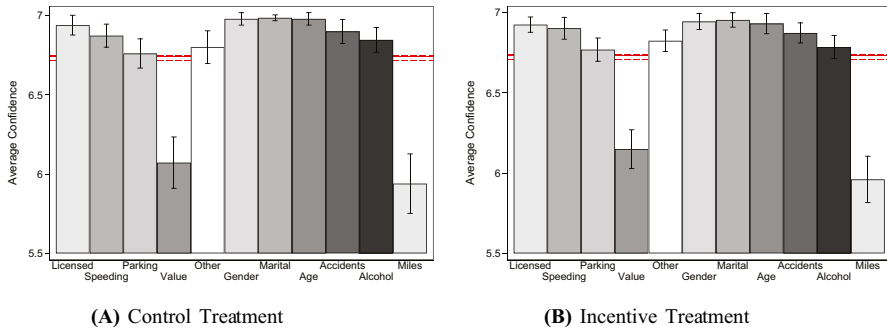 Average Confidence
7
6.5
6
5.5
Licensed Parking Other Marital Accidents Miles
Speeding Value Gender Age Alcohol
(A) Control Treatment
Average Confidence
7
6.5
6
5.5
Licensed Parking Other Marital Accidents Miles
Speeding Value Gender Age Alcohol
(B) Incentive Treatment